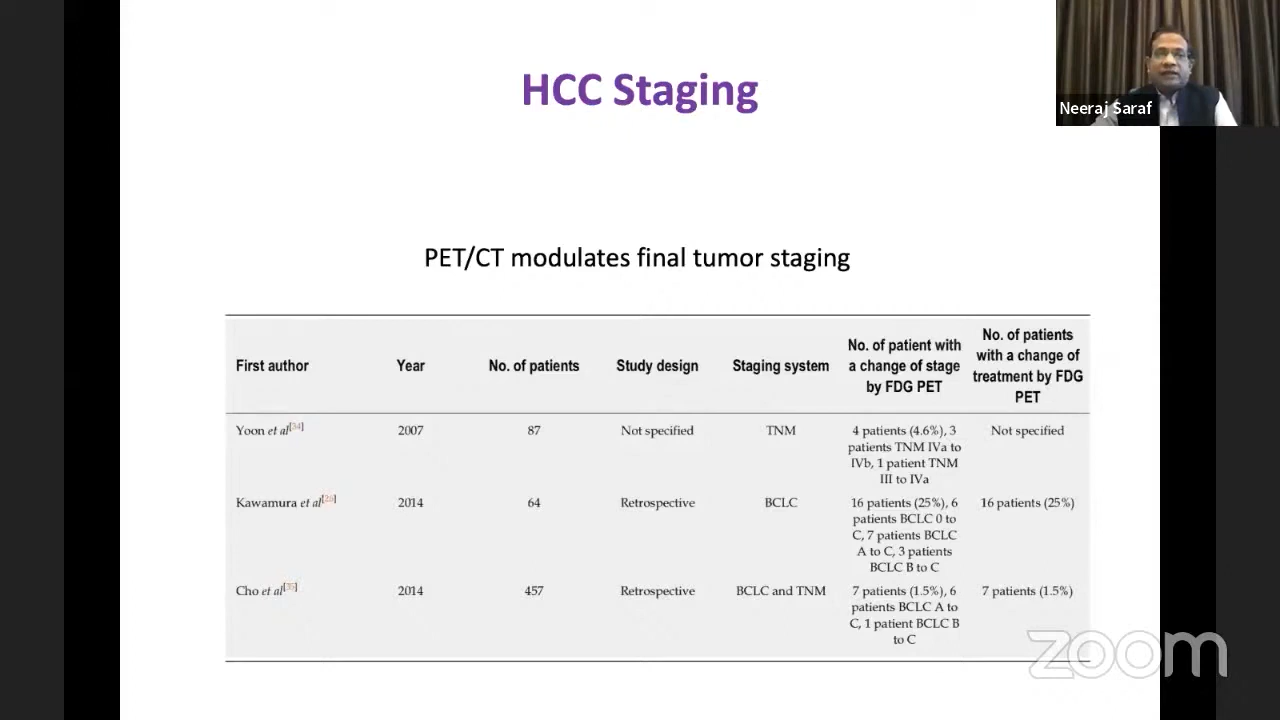 HCC Staging
Neeraj Saraf
PET/CT modulates final tumor staging
First author
Year
No. of patients
Study design
Staging system
No. of patient with
a change of stage
by FDG PET
No. of patients
with a change of
treatment by FDG
PET
Yoon et al[34]
2007
87
Not specified
TNM
4 patients (4.6%), 3
patients TNM IVa to
IVb, 1 patient TNM
III to IVa
Not specified
Kawamura et al[26]
2014
64
Retrospective
BCLC
16 patients (25%), 6
patients BCLC 0 to
C, 7 patients BCLC
A to C, 3 patients
BCLC B to C
16 patients (25%)
Cho et al[35]
2014
457
Retrospective
BCLC and TNM
7 patients (1.5%), 6
patients BCLC A to
C, 1 patient BCLC B
to C
7 patients (1.5%)
zoom